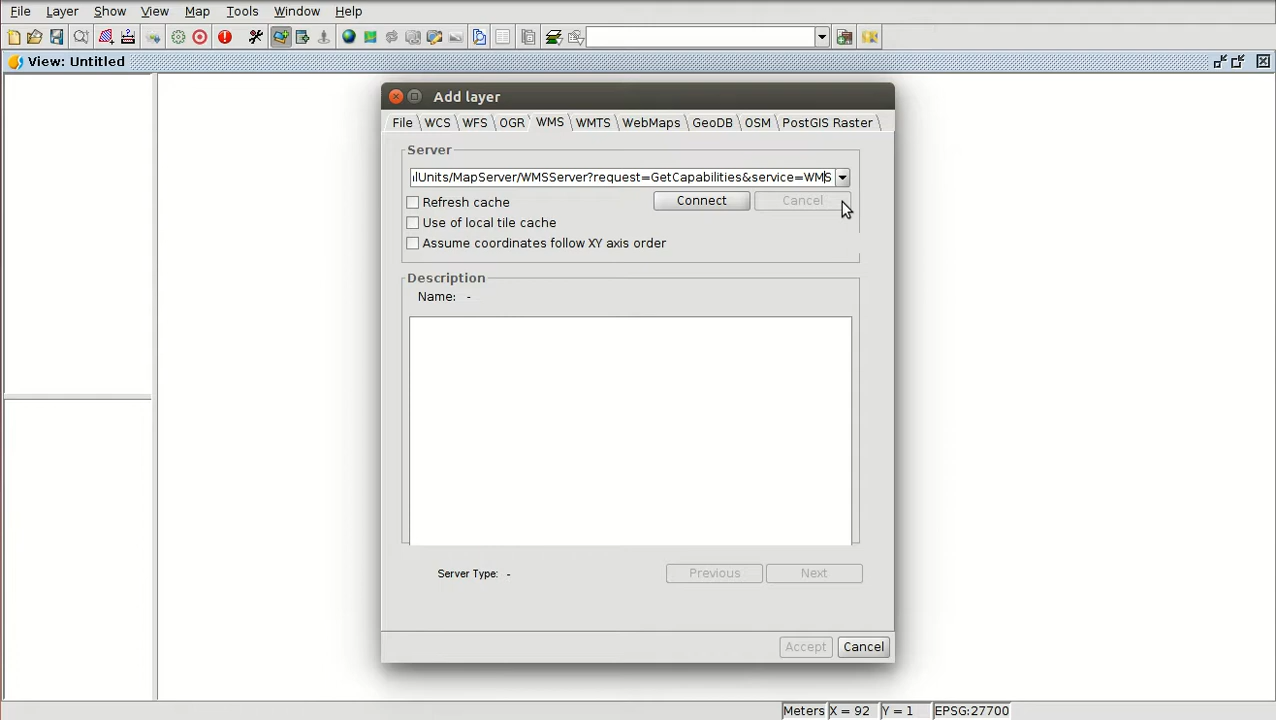 File Layer Show View Map Tools Window Help
View: Untitled
Add layer
File WCS WFS OGR WMS WMTS WebMaps GeoDB OSM PostGIS Raster
Server
lUnits/MapServer/WMSServer?request=GetCapabilities&service=WMS
Refresh cache Connect Cancel
Use of local tile cache
Assume coordinates follow XY axis order
Description
Name: -
Server Type: - Previous Next
Accept Cancel
Meters X = 92 Y = 1 EPSG:27700